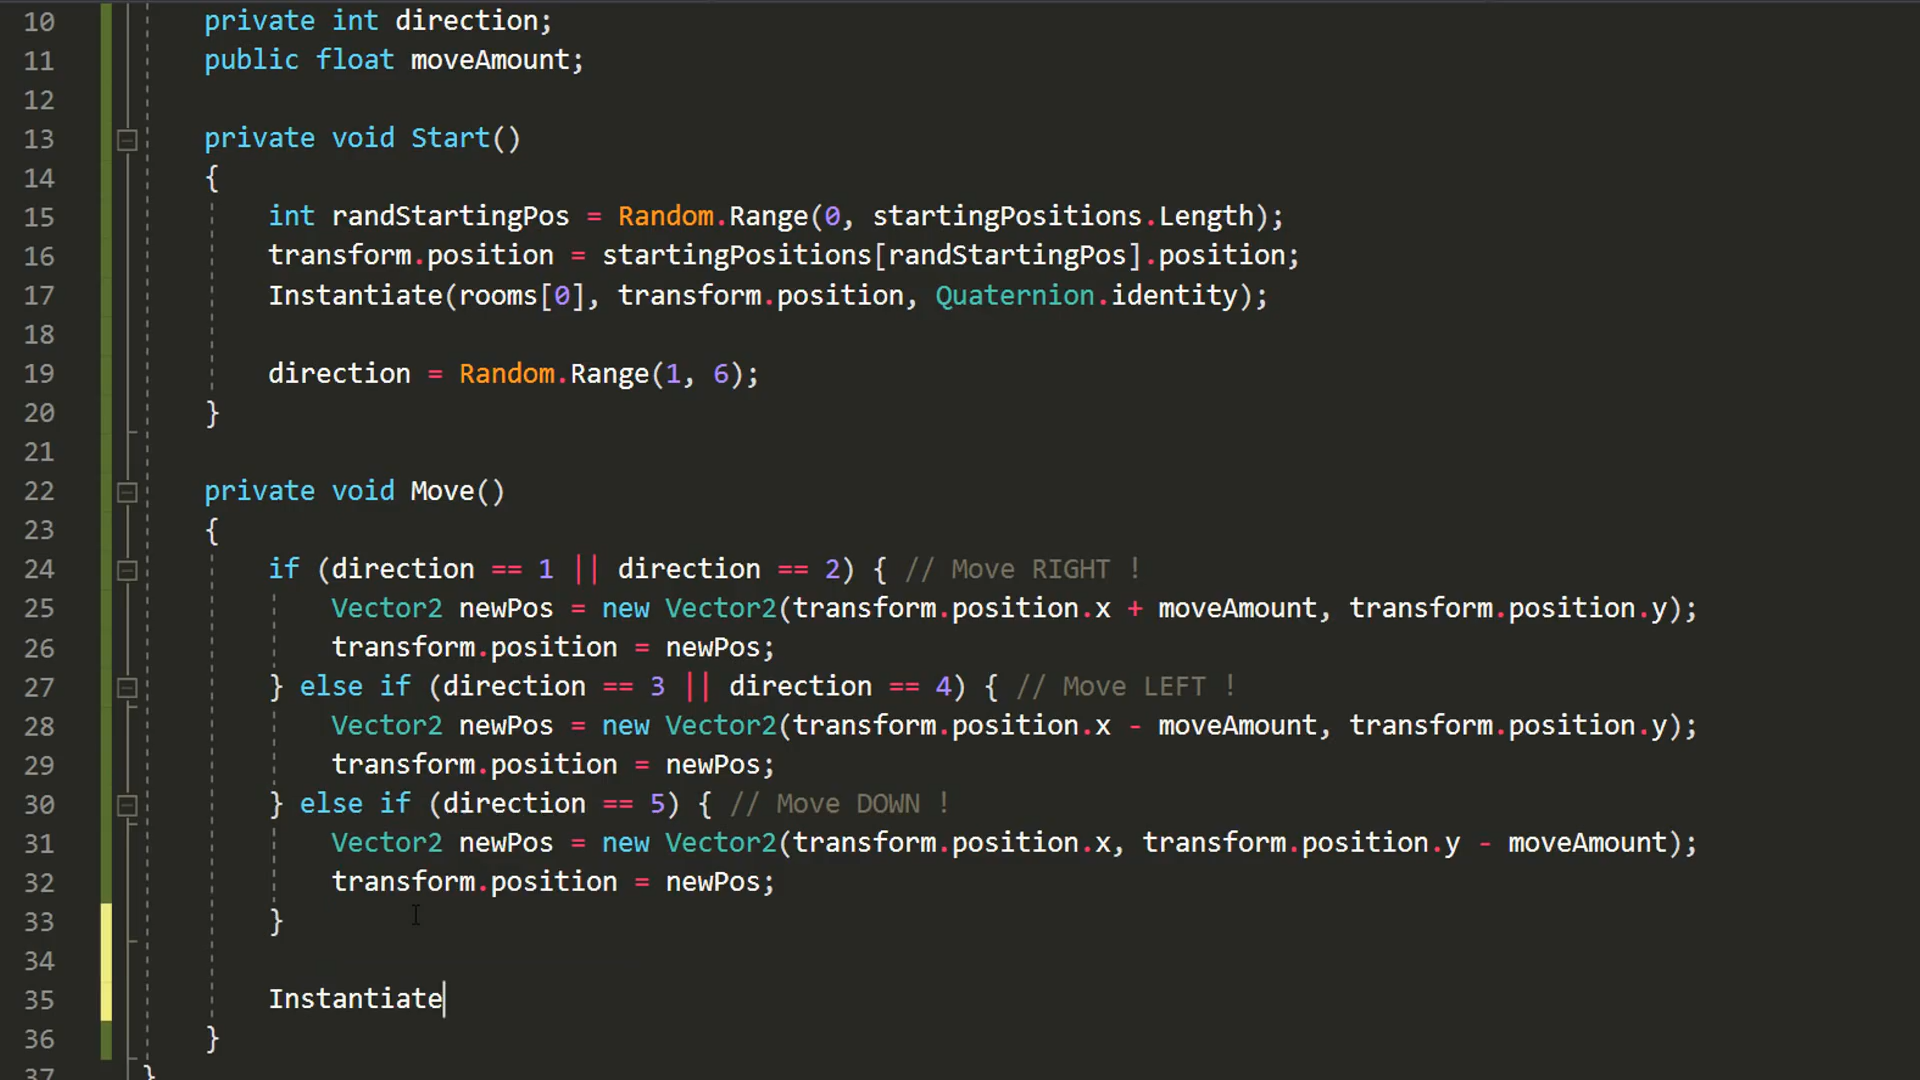 10 private int direction;
11 public float moveAmount;
12
13 private void Start()
14 {
15 int randStartingPos = Random.Range(0, startingPositions.Length);
16 transform.position = startingPositions[randStartingPos].position;
17 Instantiate(rooms[0], transform.position, Quaternion.identity);
18
19 direction = Random.Range(1, 6);
20 }
21
22 private void Move()
23 {
24 if (direction == 1 || direction == 2) { // Move RIGHT !
25 Vector2 newPos = new Vector2(transform.position.x + moveAmount, transform.position.y);
26 transform.position = newPos;
27 } else if (direction == 3 || direction == 4) { // Move LEFT !
28 Vector2 newPos = new Vector2(transform.position.x - moveAmount, transform.position.y);
29 transform.position = newPos;
30 } else if (direction == 5) { // Move DOWN !
31 Vector2 newPos = new Vector2(transform.position.x, transform.position.y - moveAmount);
32 transform.position = newPos;
33 }
34
35 Instantiate
36 }
37 }